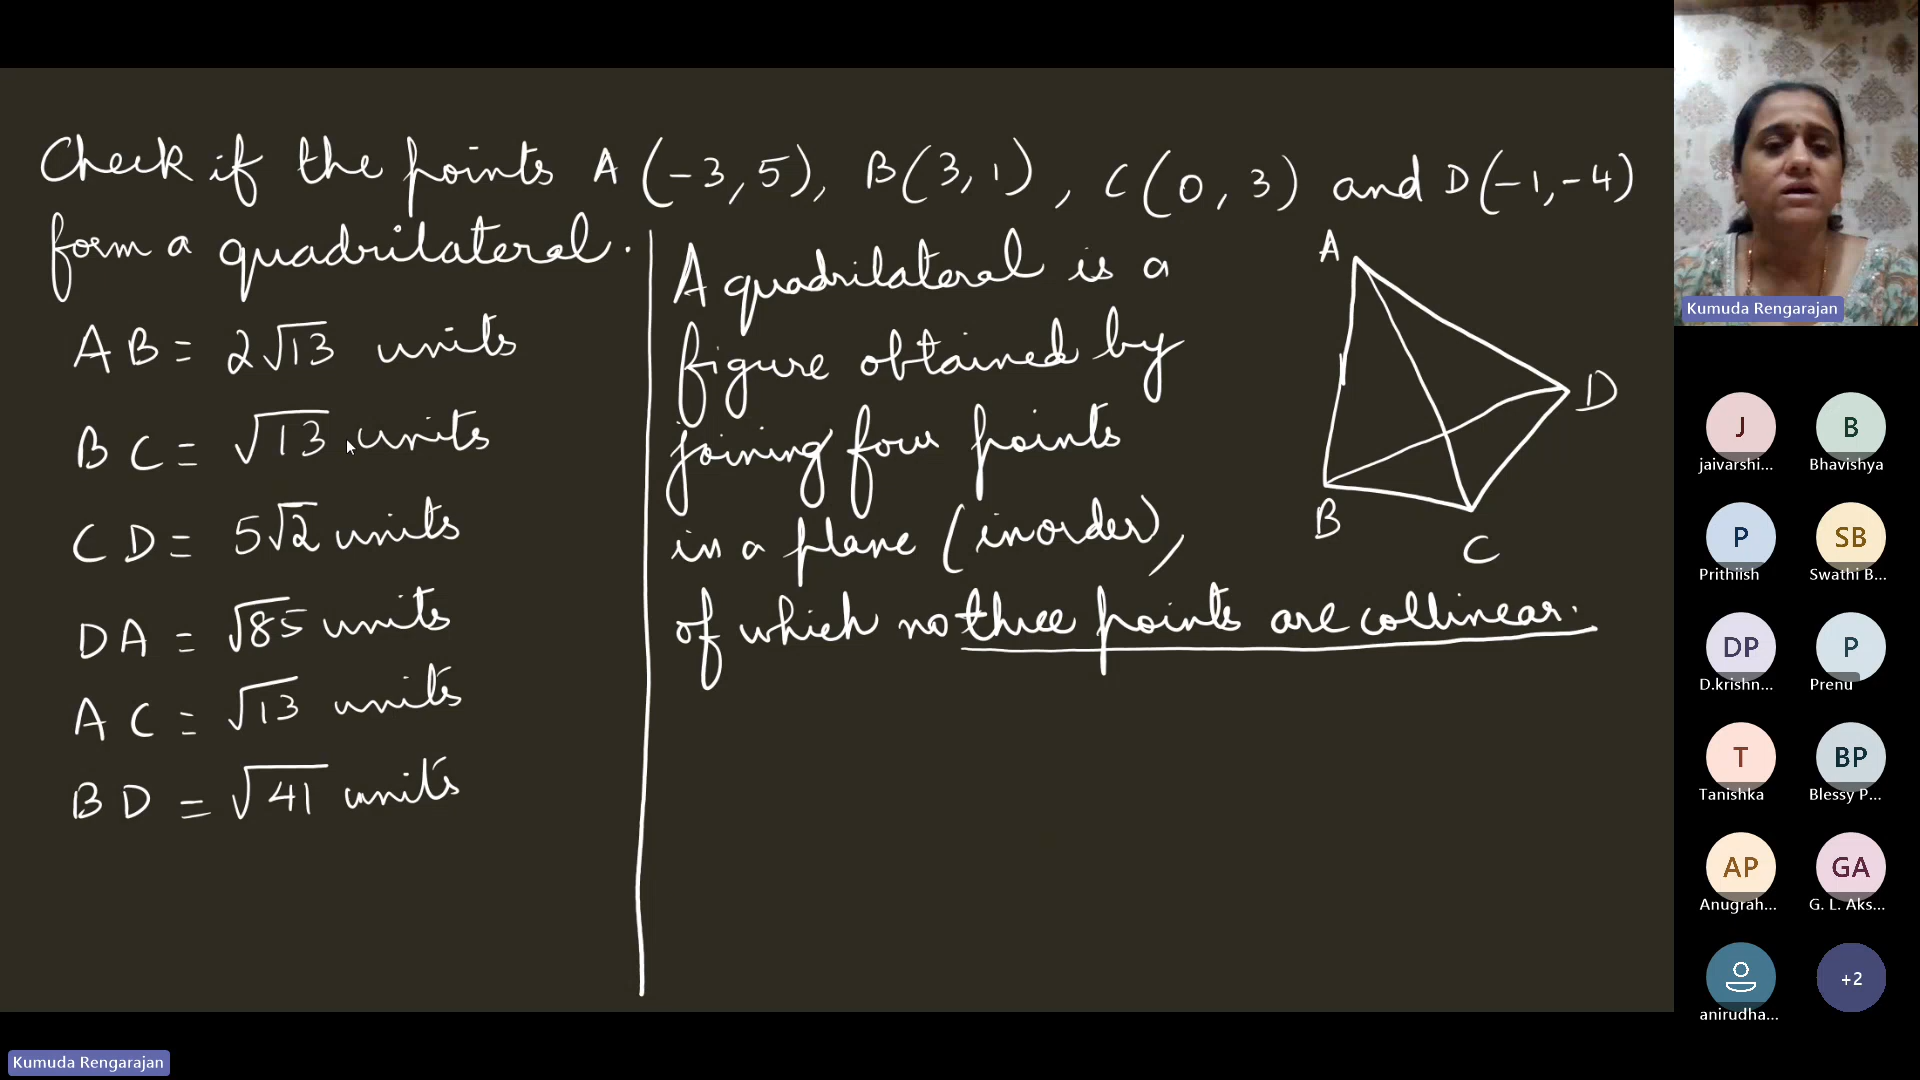 Check if the points A(-3,5), B(3,1), C(0,3) and D(-1,-4)
form a quadrilateral.
AB = 2√13 units
BC = √13 units
CD = 5√2 units
DA = √85 units
AC = √13 units
BD = √41 units
A quadrilateral is a
figure obtained by
joining four points
in a plane (in order),
of which no three points are collinear.
A
D
B
C
Kumuda Rengarajan
J
jaivarshi...
B
Bhavishya
P
Prithiish
SB
Swathi B...
DP
D.krishn...
P
Prenu
T
Tanishka
BP
Blessy P...
AP
Anugrah...
GA
G. L. Aks...
anirudha...
+2
Kumuda Rengarajan